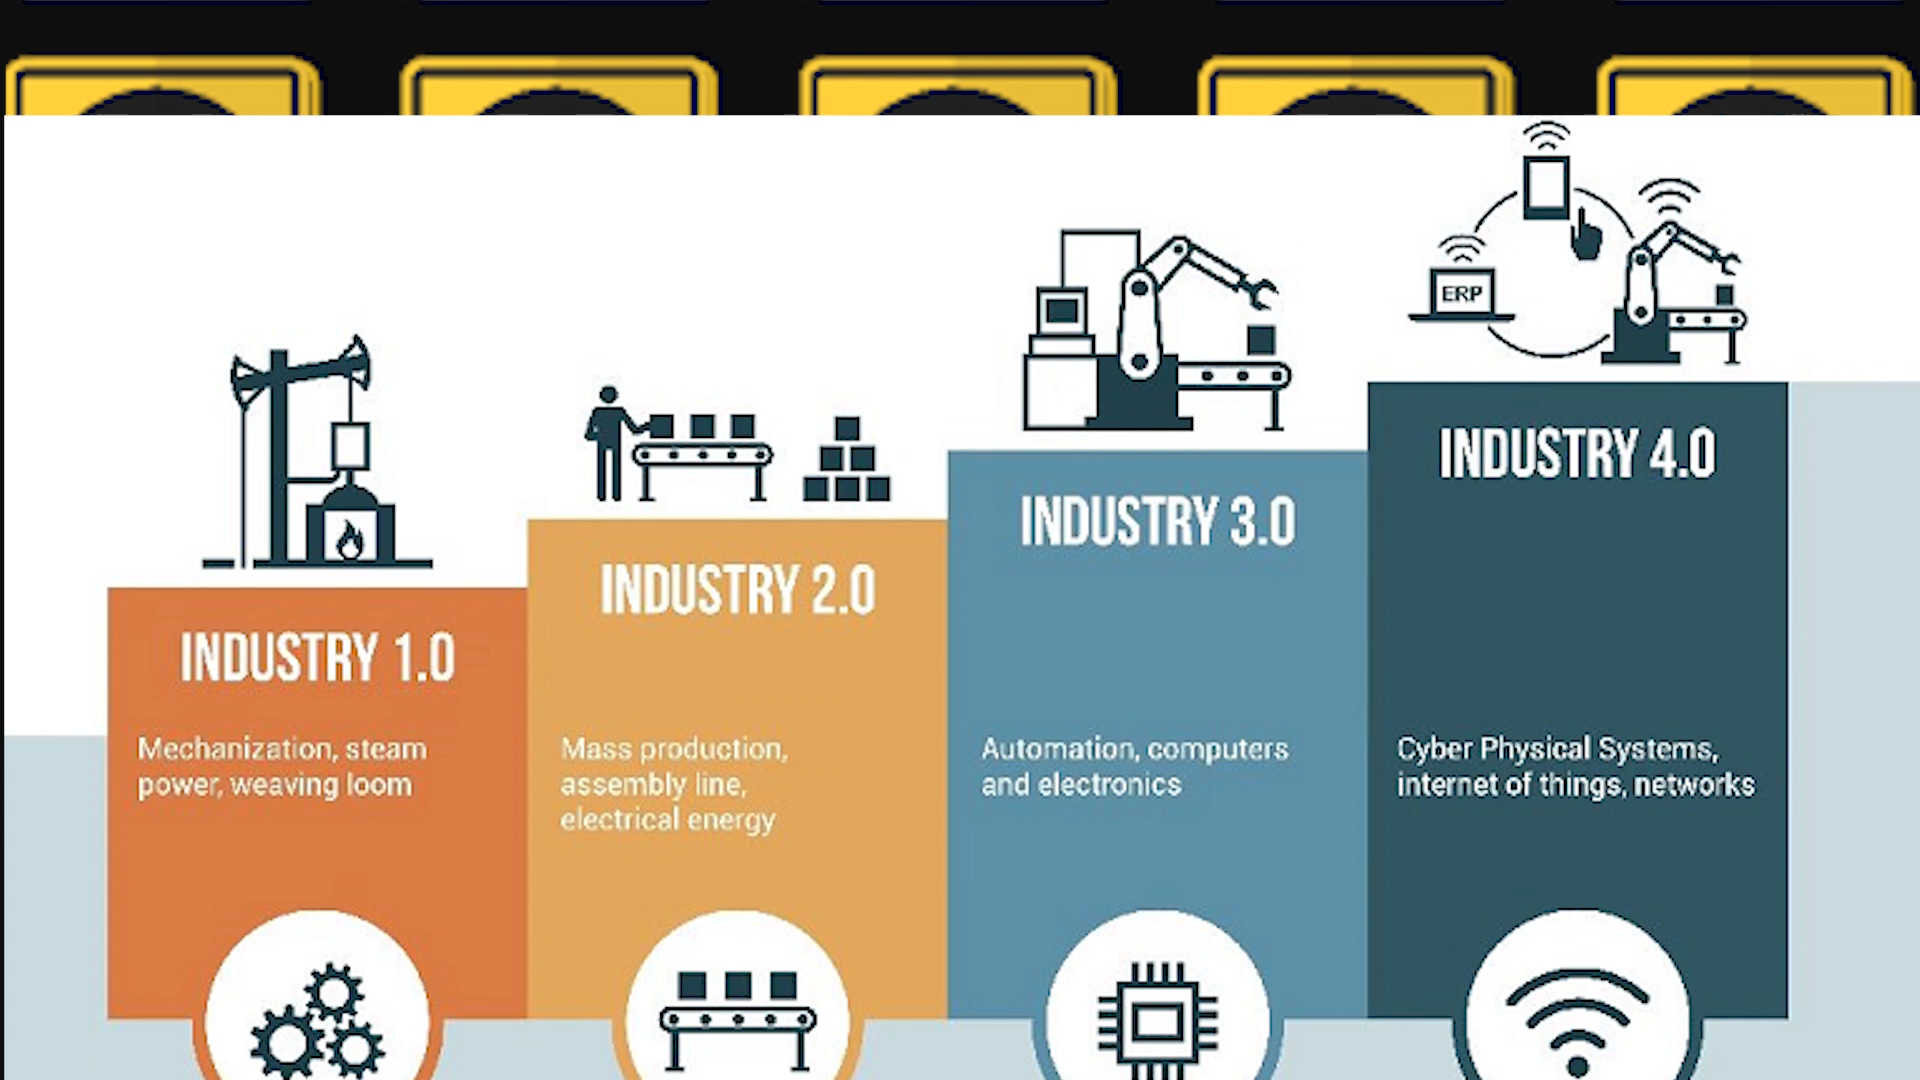 ERP
INDUSTRY 4.0
INDUSTRY 3.0
INDUSTRY 2.0
INDUSTRY 1.0
Mechanization, steam
power, weaving loom
Mass production,
assembly line,
electrical energy
Automation, computers
and electronics
Cyber Physical Systems,
internet of things, networks